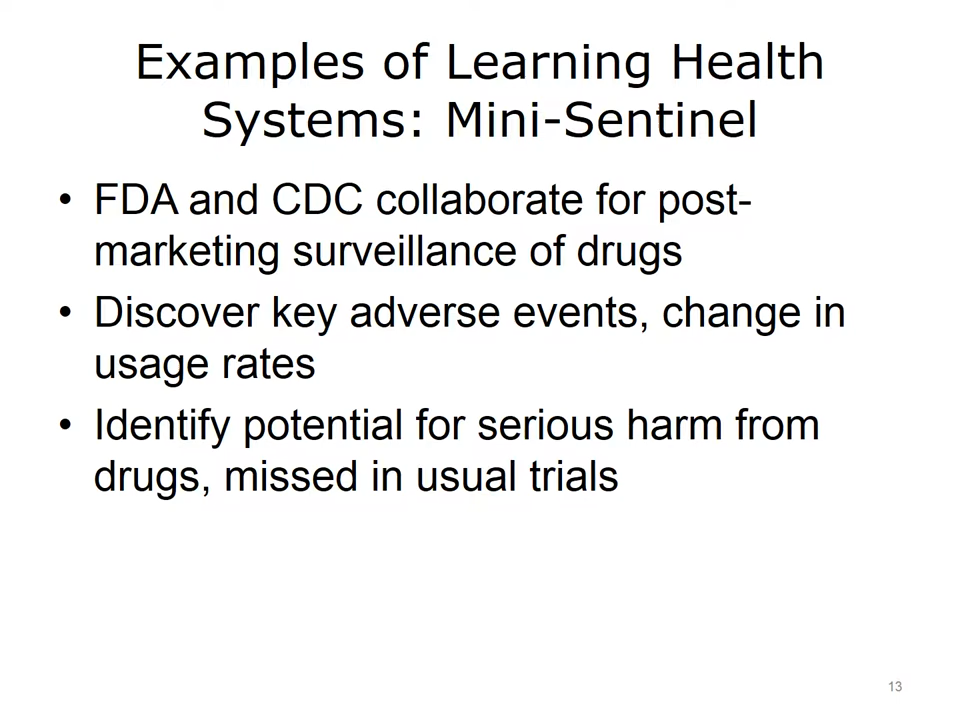 Examples of Learning Health
Systems: Mini-Sentinel
• FDA and CDC collaborate for post-
marketing surveillance of drugs
• Discover key adverse events, change in
usage rates
• Identify potential for serious harm from
drugs, missed in usual trials
13